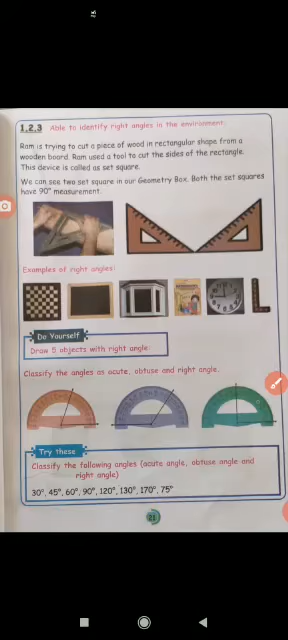 1.2.3 Able to identify right angles in the environment.
Ram is trying to cut a piece of wood in rectangular shape from a
wooden board. Ram used a tool to cut the sides of the rectangle.
This device is called as set square.
We can see two set square in our Geometry Box. Both the set squares
have 90° measurement.
Examples of right angles:
Do Yourself
Draw 5 objects with right angle:
Classify the angles as acute, obtuse and right angle.
Try these
Classify the following angles (acute angle, obtuse angle and
right angle)
30°, 45°, 60°, 90°, 120°, 130°, 170°, 75°
21